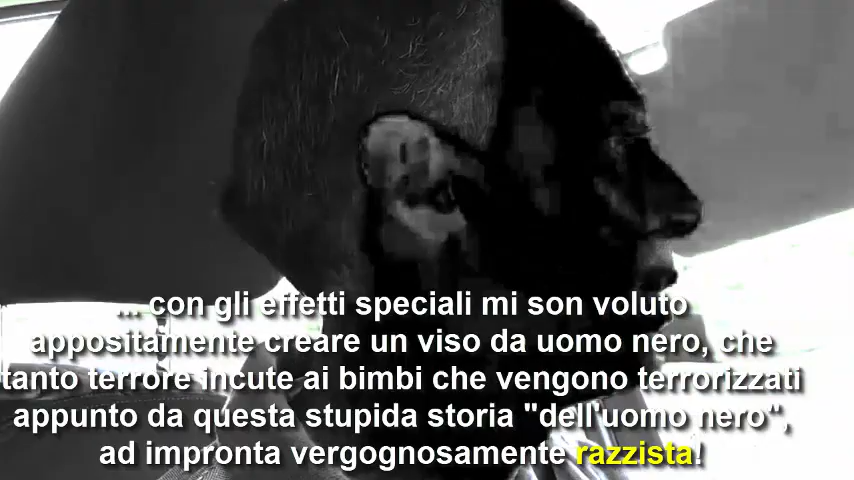 ... con gli effetti speciali mi son voluto
appositamente creare un viso da uomo nero, che
tanto terrore incute ai bimbi che vengono terrorizzati
appunto da questa stupida storia "dell'uomo nero",
ad impronta vergognosamente razzista!